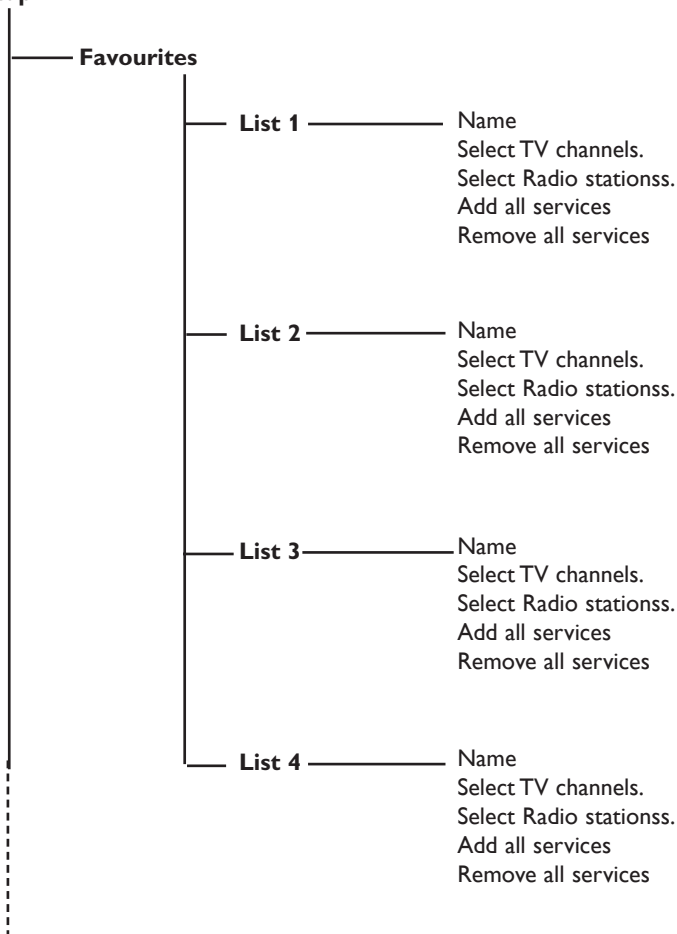 Favourites
List 1
Name
Select TV channels.
Select Radio stationss.
Add all services
Remove all services
List 2
Name
Select TV channels.
Select Radio stationss.
Add all services
Remove all services
List 3
Name
Select TV channels.
Select Radio stationss.
Add all services
Remove all services
List 4
Name
Select TV channels.
Select Radio stationss.
Add all services
Remove all services